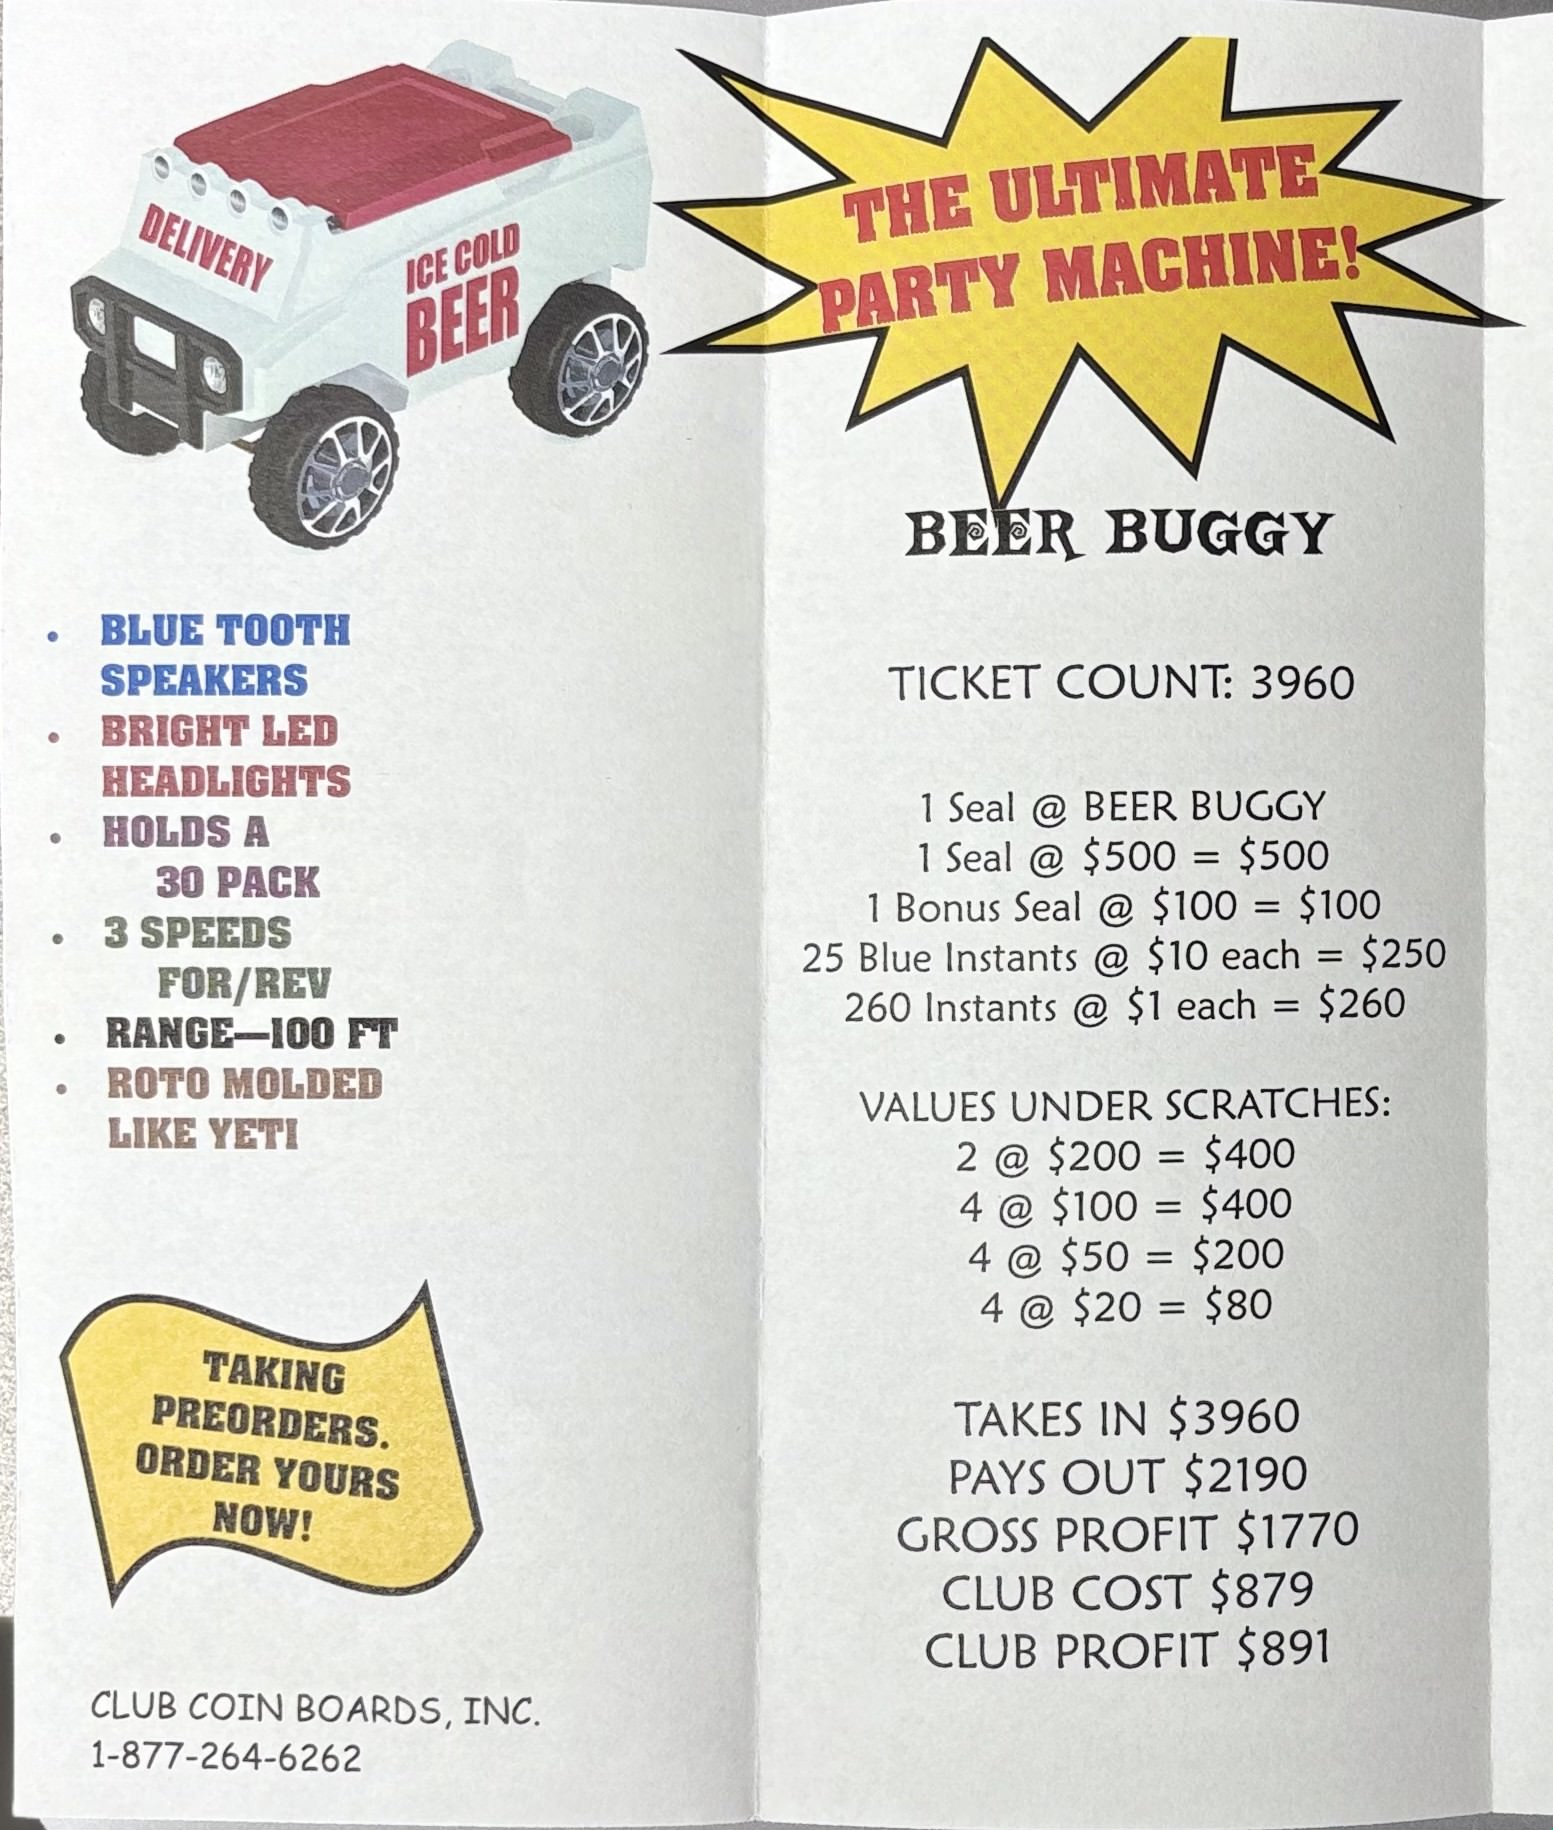 DELIVERY
ICE COLD
BEER
• BLUE TOOTH
SPEAKERS
• BRIGHT LED
HEADLIGHTS
• HOLDS A
30 PACK
• 3 SPEEDS
FOR/REV
• RANGE—100 FT
• ROTO MOLDED
LIKE YETI
TAKING
PREORDERS.
ORDER YOURS
NOW!
CLUB COIN BOARDS, INC.
1-877-264-6262
THE ULTIMATE
PARTY MACHINE!
BEER BUGGY
TICKET COUNT: 3960
1 Seal @ BEER BUGGY
1 Seal @ $500 = $500
1 Bonus Seal @ $100 = $100
25 Blue Instants @ $10 each = $250
260 Instants @ $1 each = $260
VALUES UNDER SCRATCHES:
2 @ $200 = $400
4 @ $100 = $400
4 @ $50 = $200
4 @ $20 = $80
TAKES IN $3960
PAYS OUT $2190
GROSS PROFIT $1770
CLUB COST $879
CLUB PROFIT $891